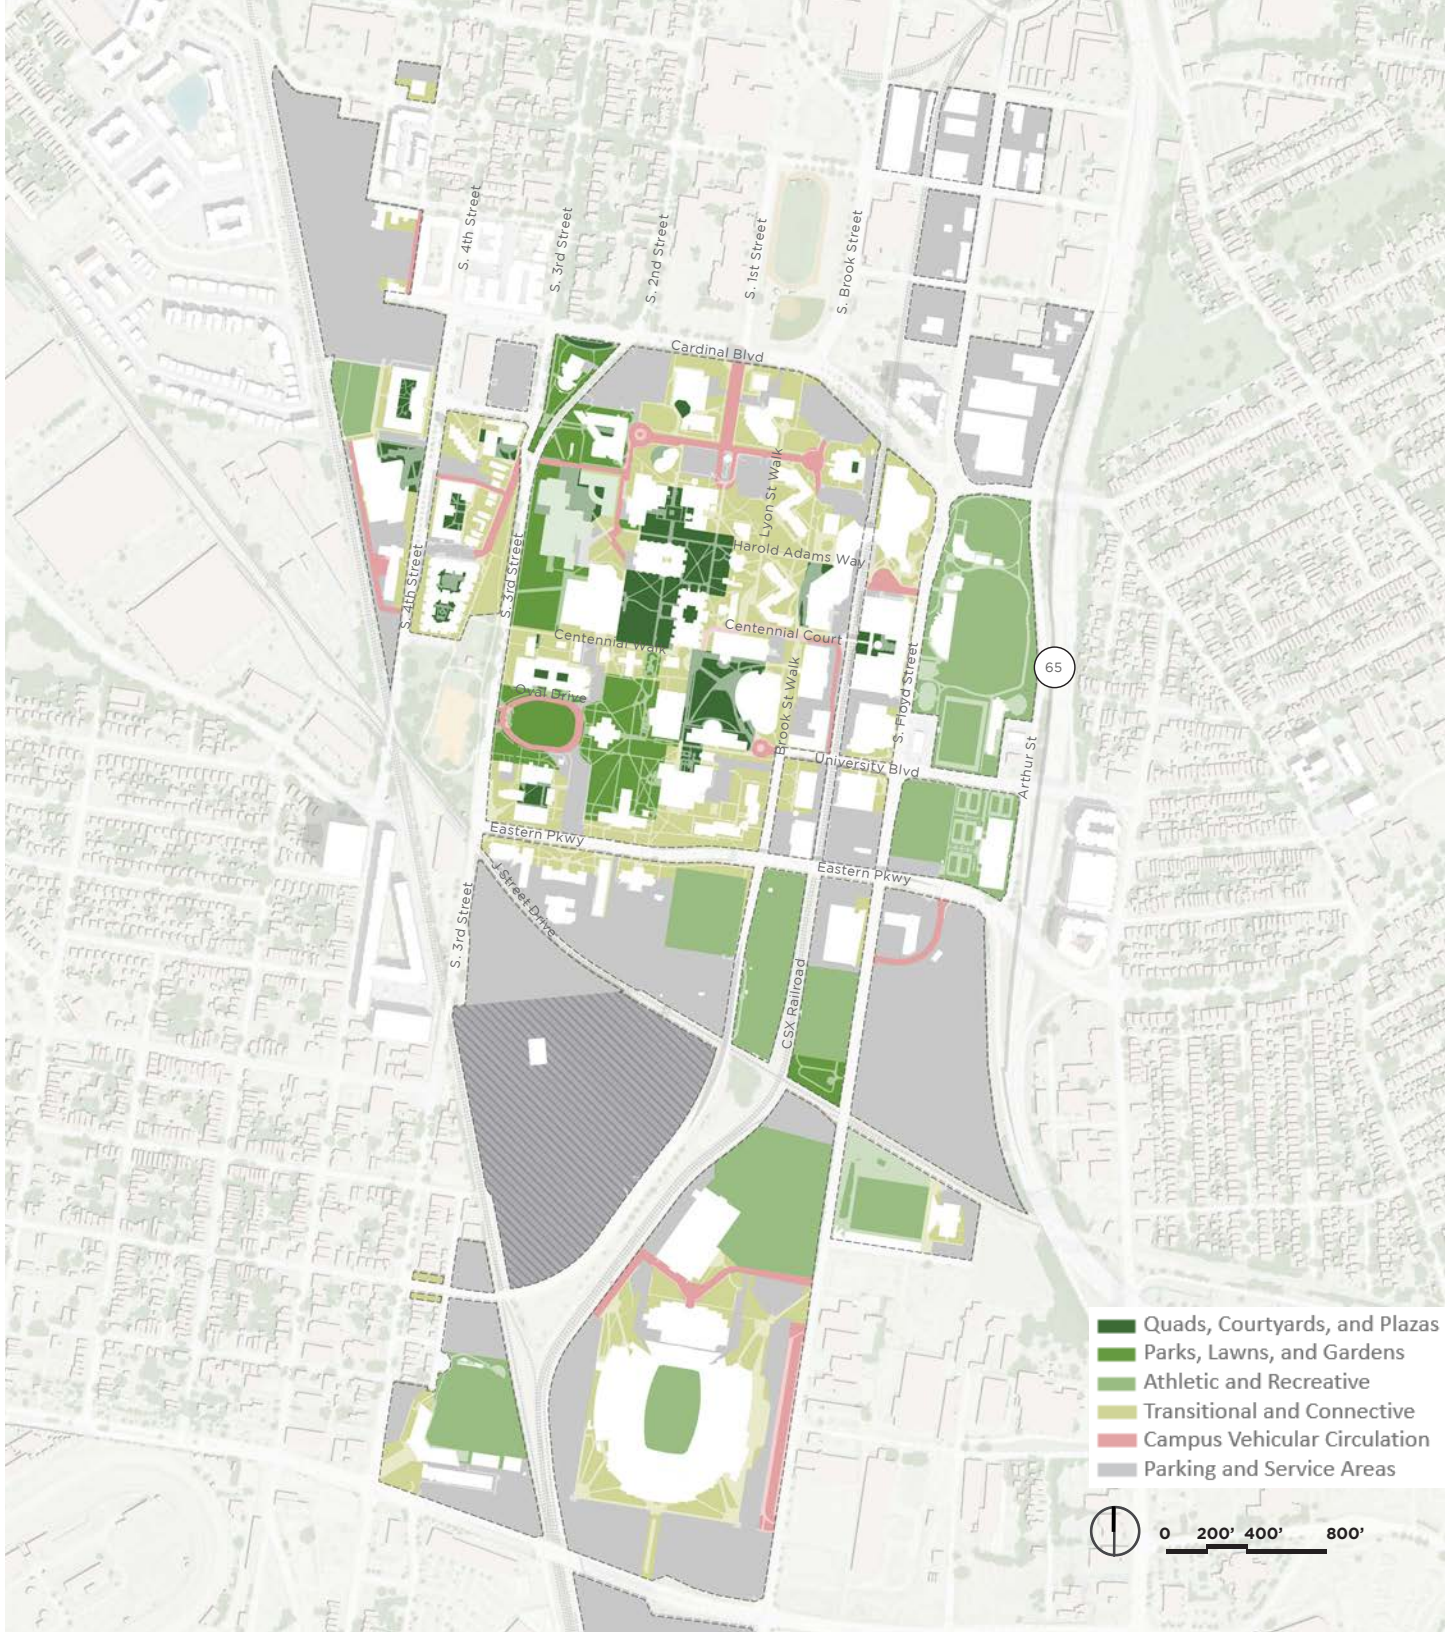 S. 4th Street
S. 3rd Street
S. 2nd Street
S. 1st Street
S. Brook Street
Cardinal Blvd
Lyon St Walk
Harold Adams Way
S. 4th Street
S. 3rd Street
Centennial Walk
Centennial Court
Oval Drive
Brook St Walk
S. Floyd Street
65
University Blvd
Arthur St
Eastern Pkwy
Eastern Pkwy
J Street Drive
S. 3rd Street
CSX Railroad
Quads, Courtyards, and Plazas
Parks, Lawns, and Gardens
Athletic and Recreative
Transitional and Connective
Campus Vehicular Circulation
Parking and Service Areas
0 200’ 400’ 800’